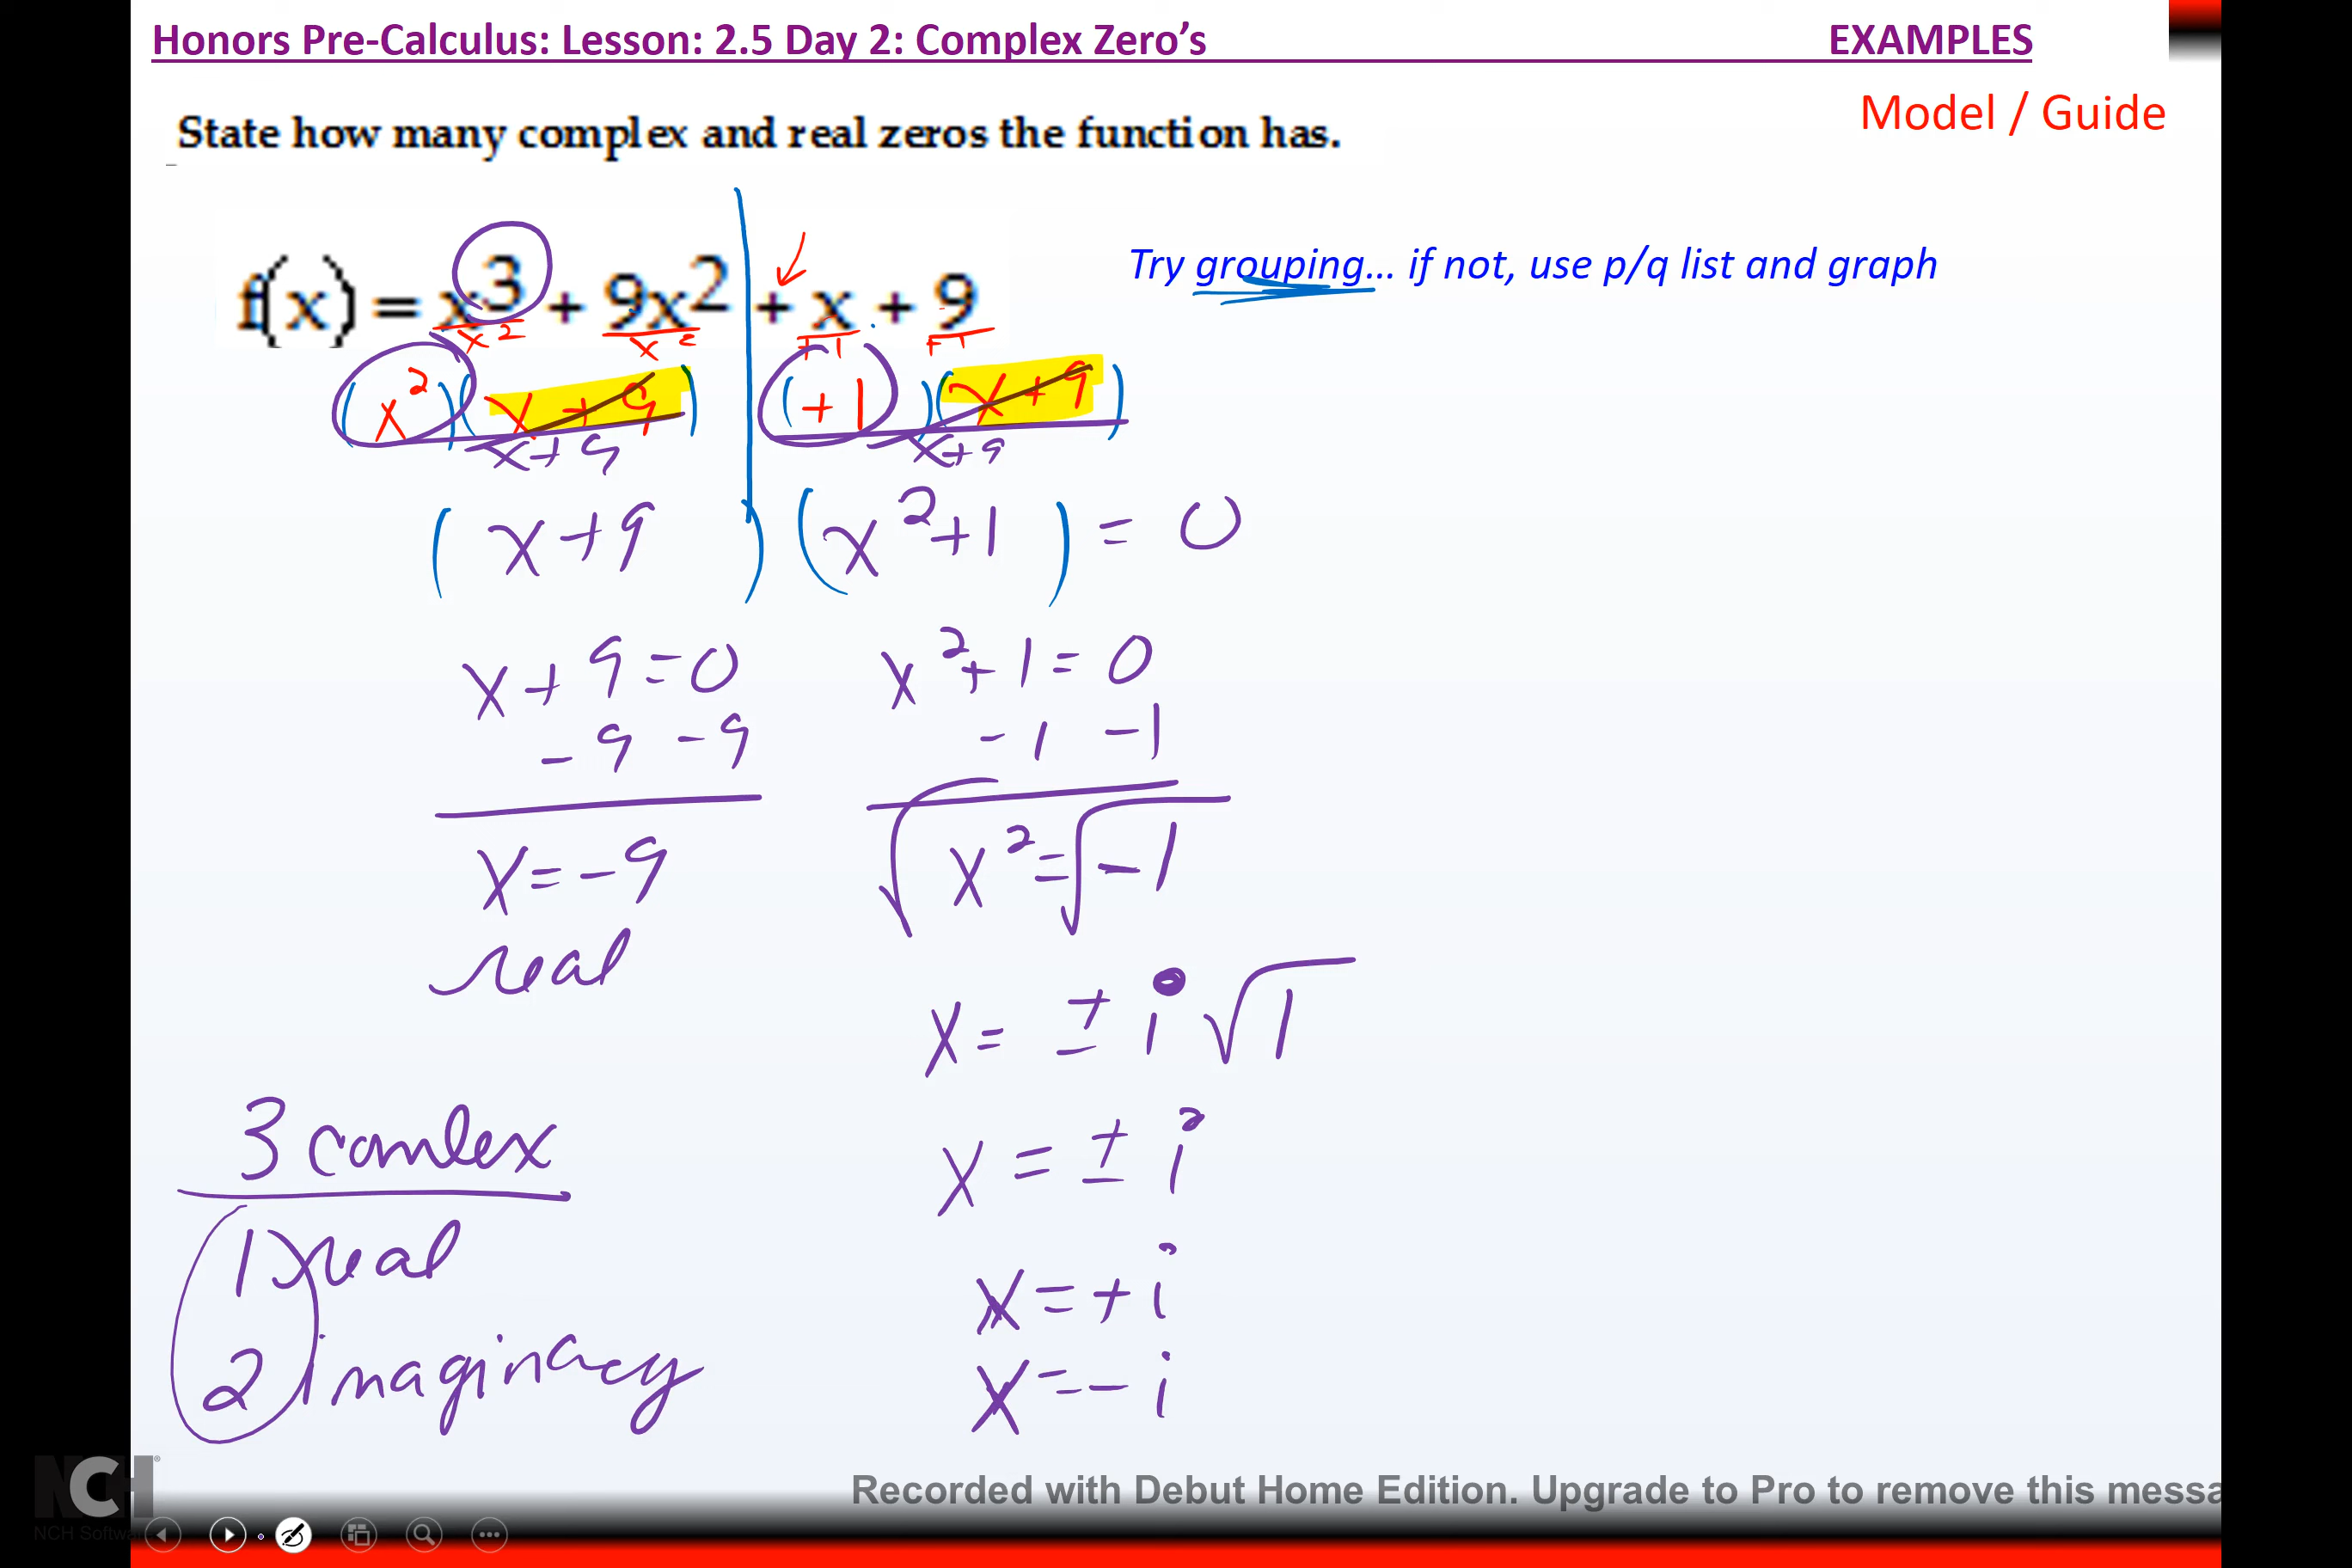 Honors Pre-Calculus: Lesson: 2.5 Day 2: Complex Zero's EXAMPLES
Model / Guide
State how many complex and real zeros the function has.
Try grouping... if not, use p/q list and graph
f(x) = x³ + 9x² + x + 9
x² x² +1 +1
(x²)(x + 9) (+1)(x+9)
x+9 x+9
(x+9)(x²+1) = 0
x+9=0 x²+1=0
-9 -9 -1 -1
x=-9 √x²=√-1
real
x= ± i √1
3 comlex
x = ± i
1 real
x = + i
2 imaginary
x = - i
NCH®
NCH Softwa
Recorded with Debut Home Edition. Upgrade to Pro to remove this messa